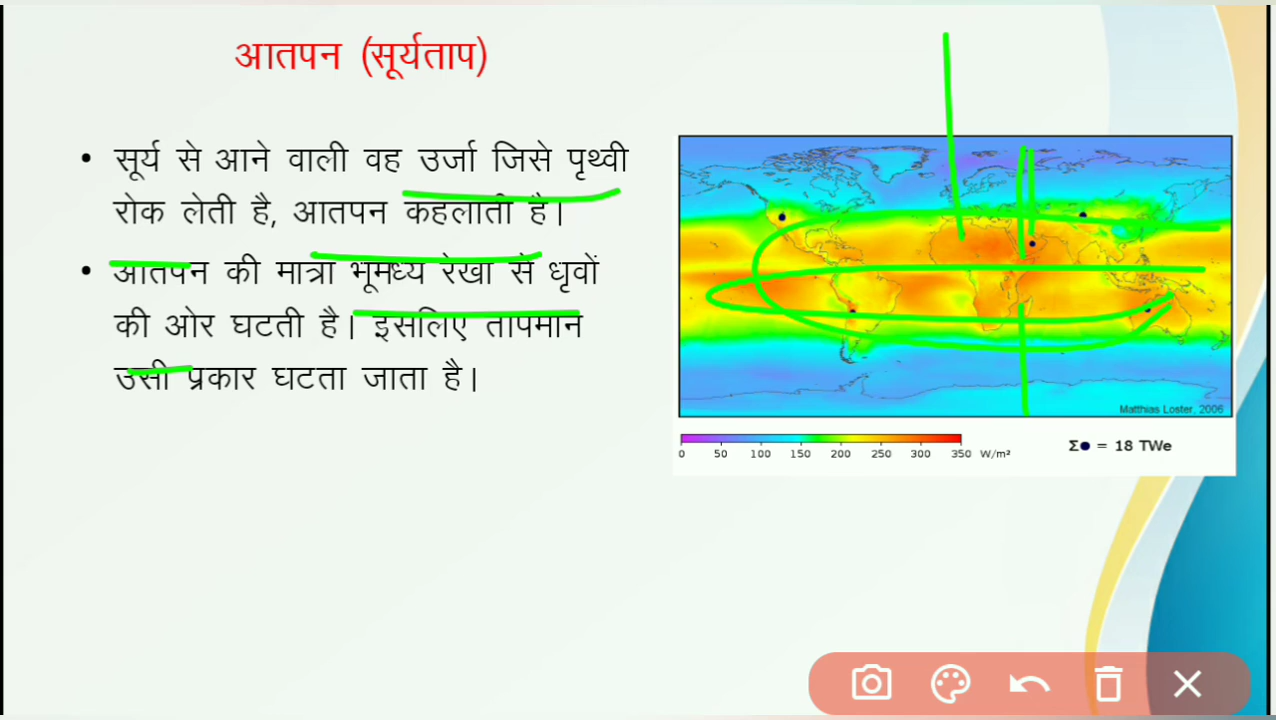 आतपन (सूर्यताप)
• सूर्य से आने वाली वह उर्जा जिसे पृथ्वी
रोक लेती है, आतपन कहलाती है।
• आतपन की मात्रा भूमध्य रेखा से धृवों
की ओर घटती है। इसलिए तापमान
उसी प्रकार घटता जाता है।
Matthias Loster, 2006
0 50 100 150 200 250 300 350 W/m²
Σ● = 18 TWe